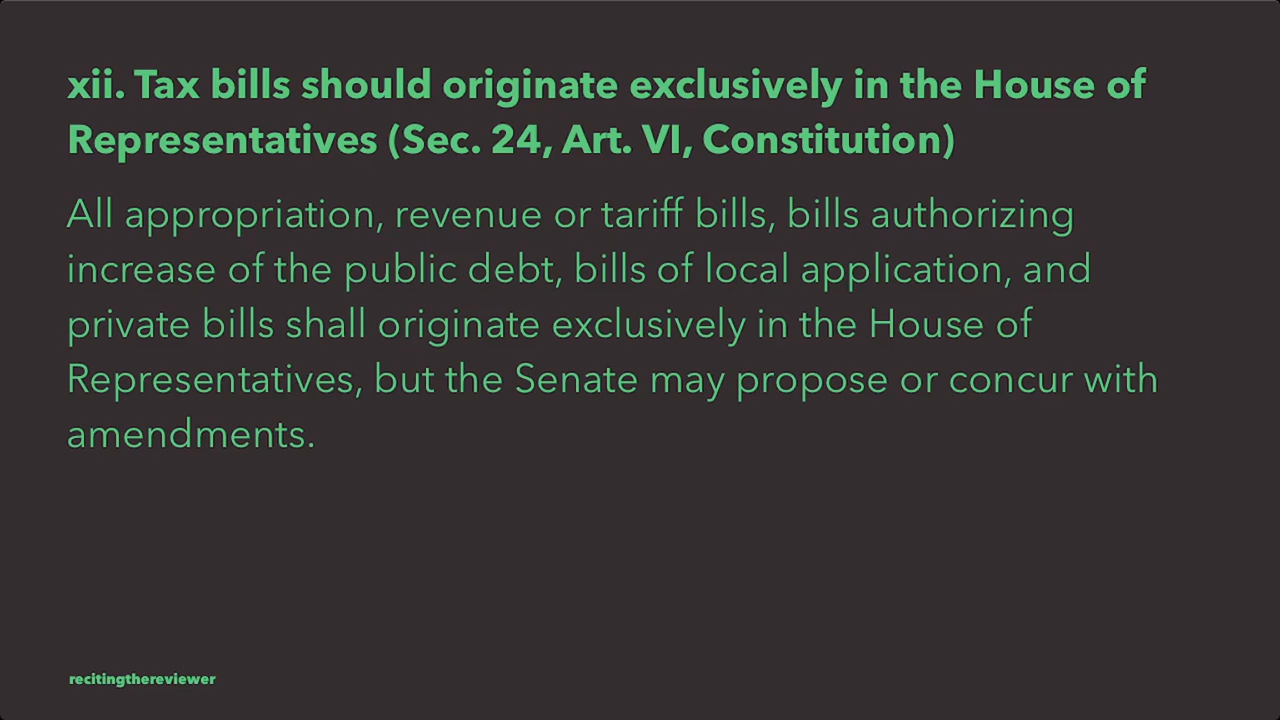 xii. Tax bills should originate exclusively in the House of
Representatives (Sec. 24, Art. VI, Constitution)
All appropriation, revenue or tariff bills, bills authorizing
increase of the public debt, bills of local application, and
private bills shall originate exclusively in the House of
Representatives, but the Senate may propose or concur with
amendments.
recitingthereviewer